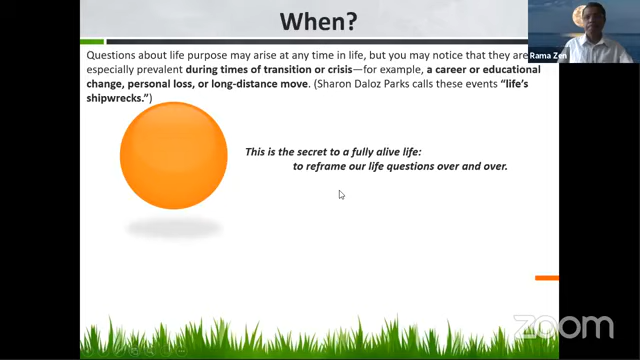 When?
Questions about life purpose may arise at any time in life, but you may notice that they are
especially prevalent during times of transition or crisis—for example, a career or educational
change, personal loss, or long-distance move. (Sharon Daloz Parks calls these events "life's
shipwrecks.")
This is the secret to a fully alive life:
to reframe our life questions over and over.
Rama Zen
zoom